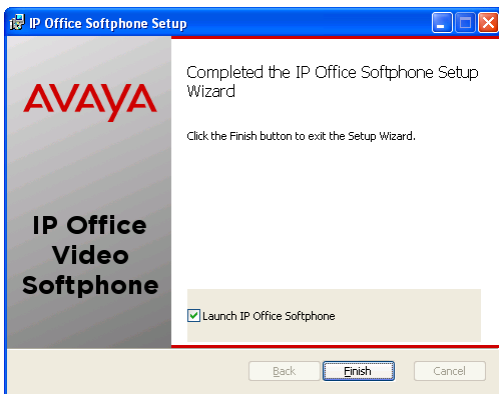 IP Office Softphone Setup
AVAYA
Completed the IP Office Softphone Setup
Wizard
Click the Finish button to exit the Setup Wizard.
IP Office
Video
Softphone
Launch IP Office Softphone
Back
Finish
Cancel